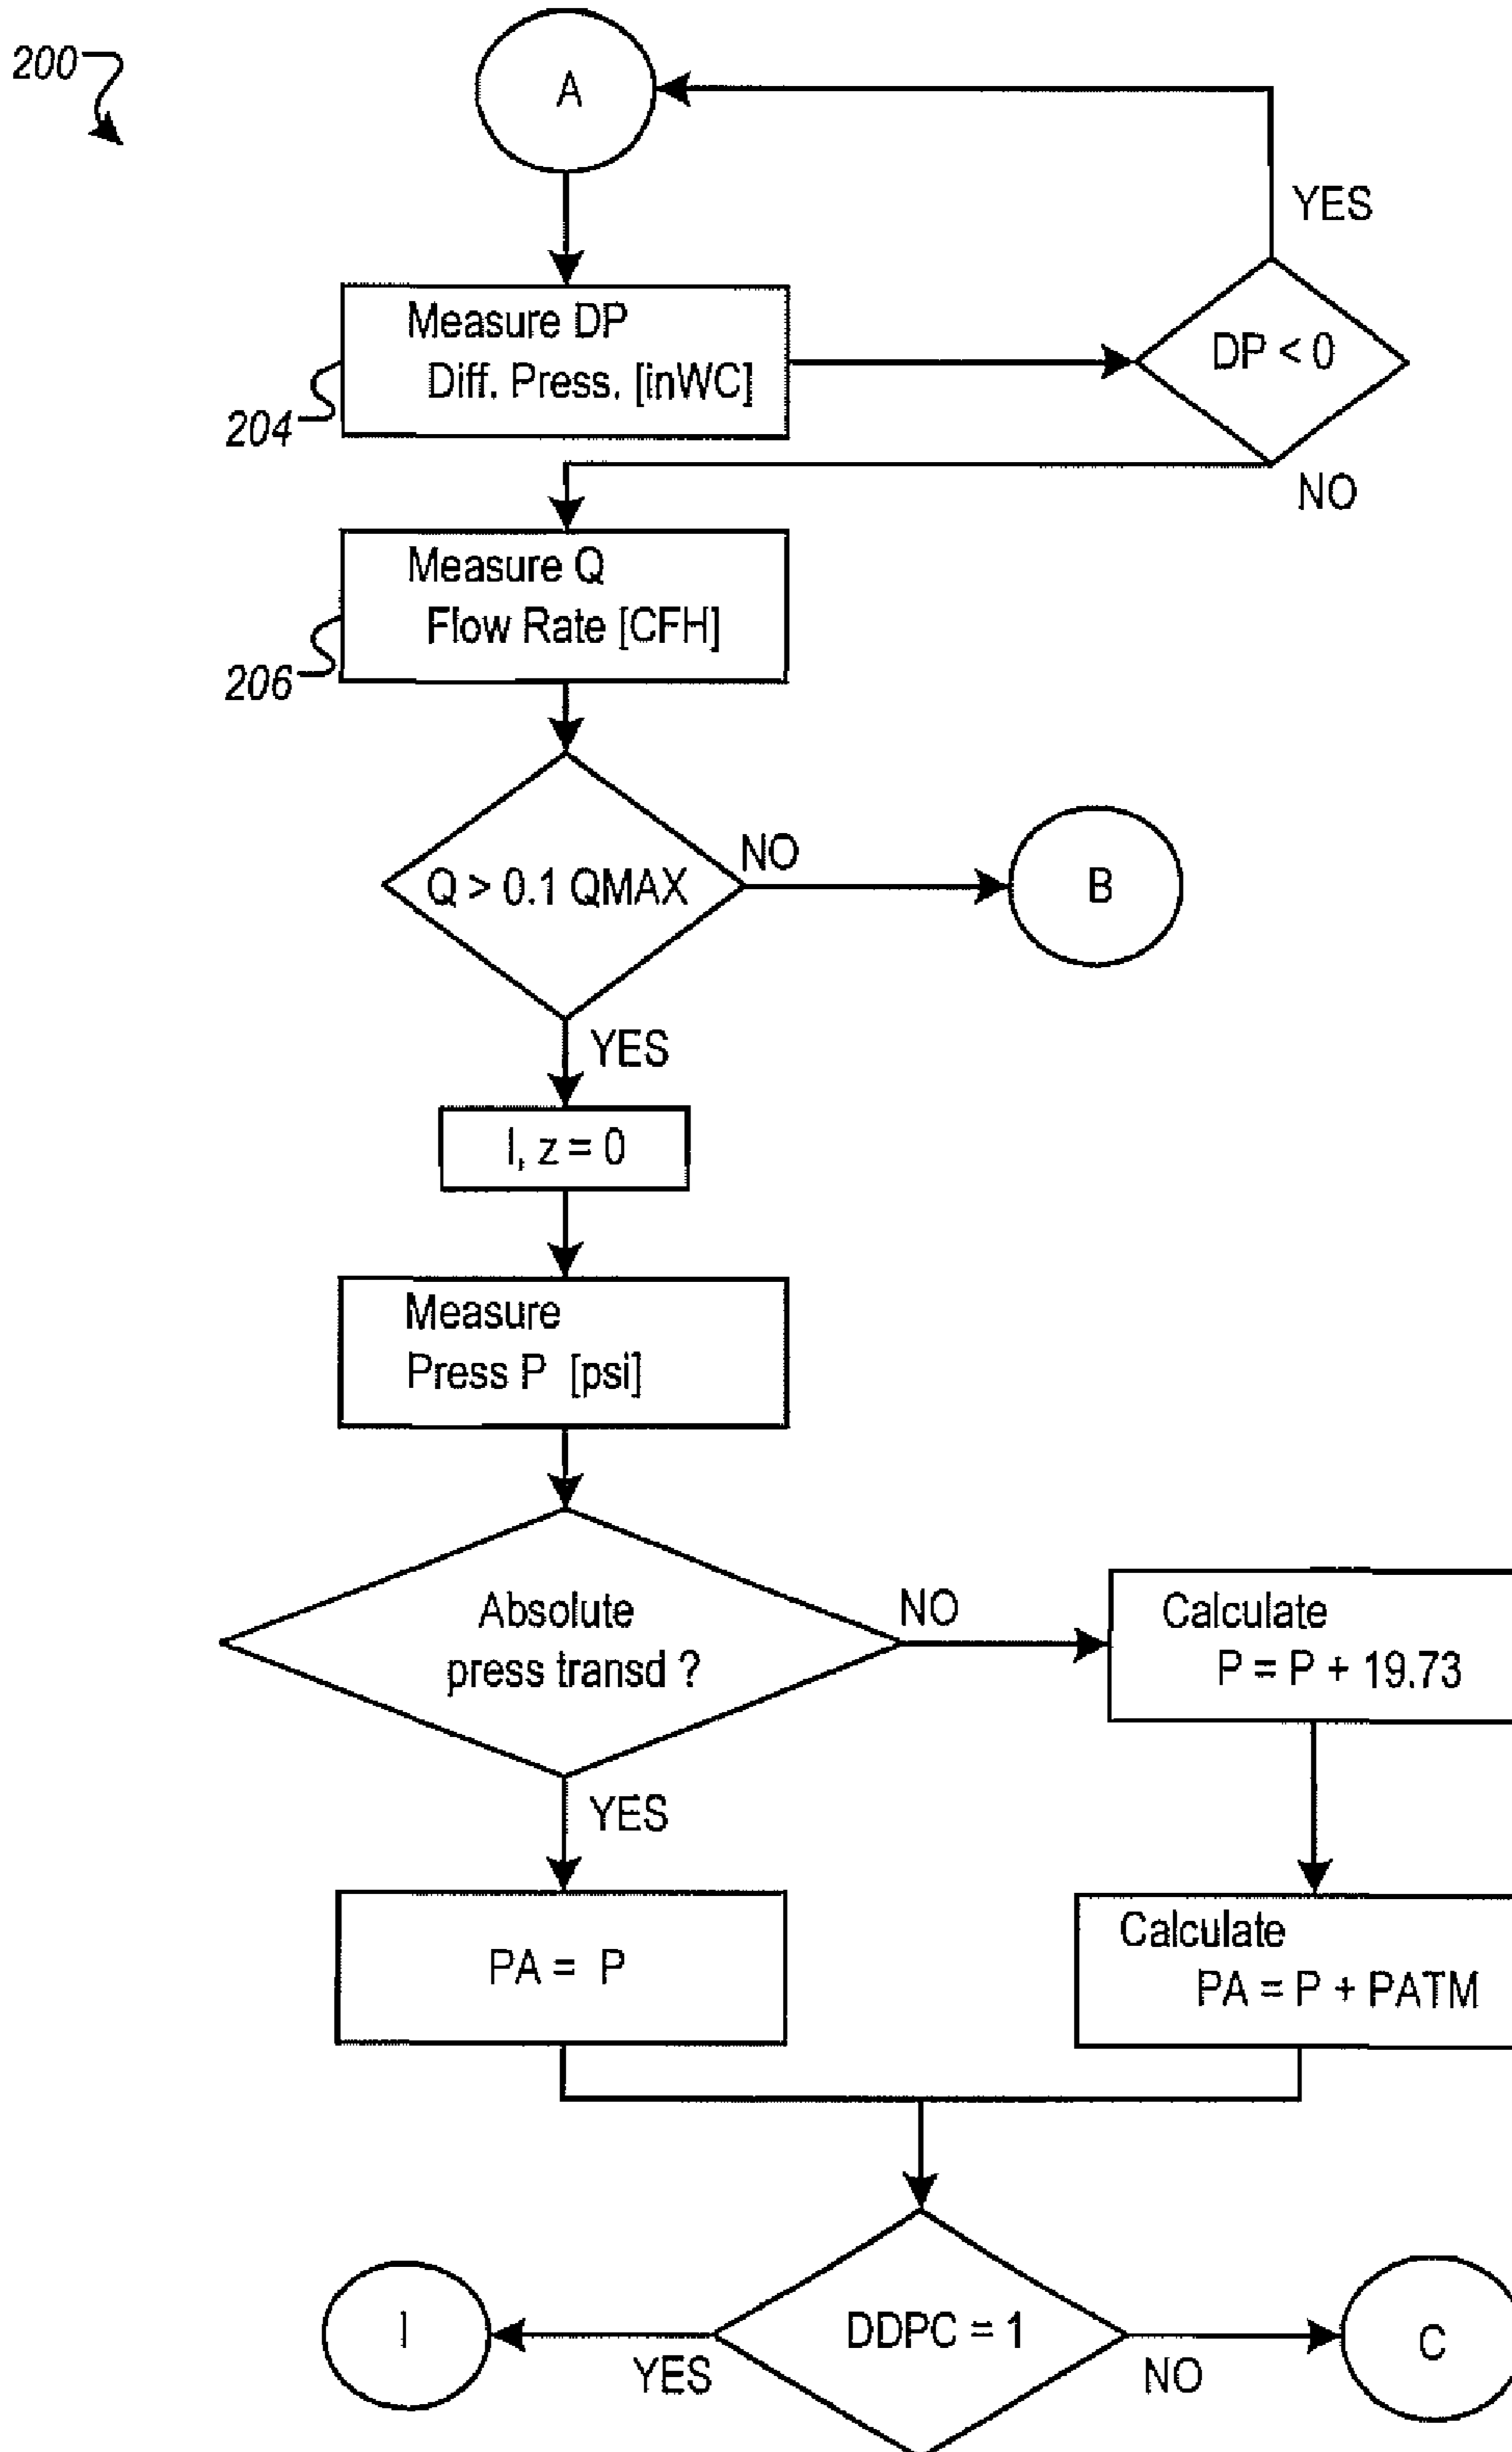 200
A
YES
Measure DP
Diff. Press. [inWC]
DP < 0
204
NO
Measure Q
Flow Rate [CFH]
206
Q > 0.1 QMAX
NO
B
YES
I, z = 0
Measure
Press P [psi]
Absolute
press transd ?
NO
Calculate
P = P + 19.73
YES
PA = P
Calculate
PA = P + PATM
I
DDPC = 1
C
YES
NO